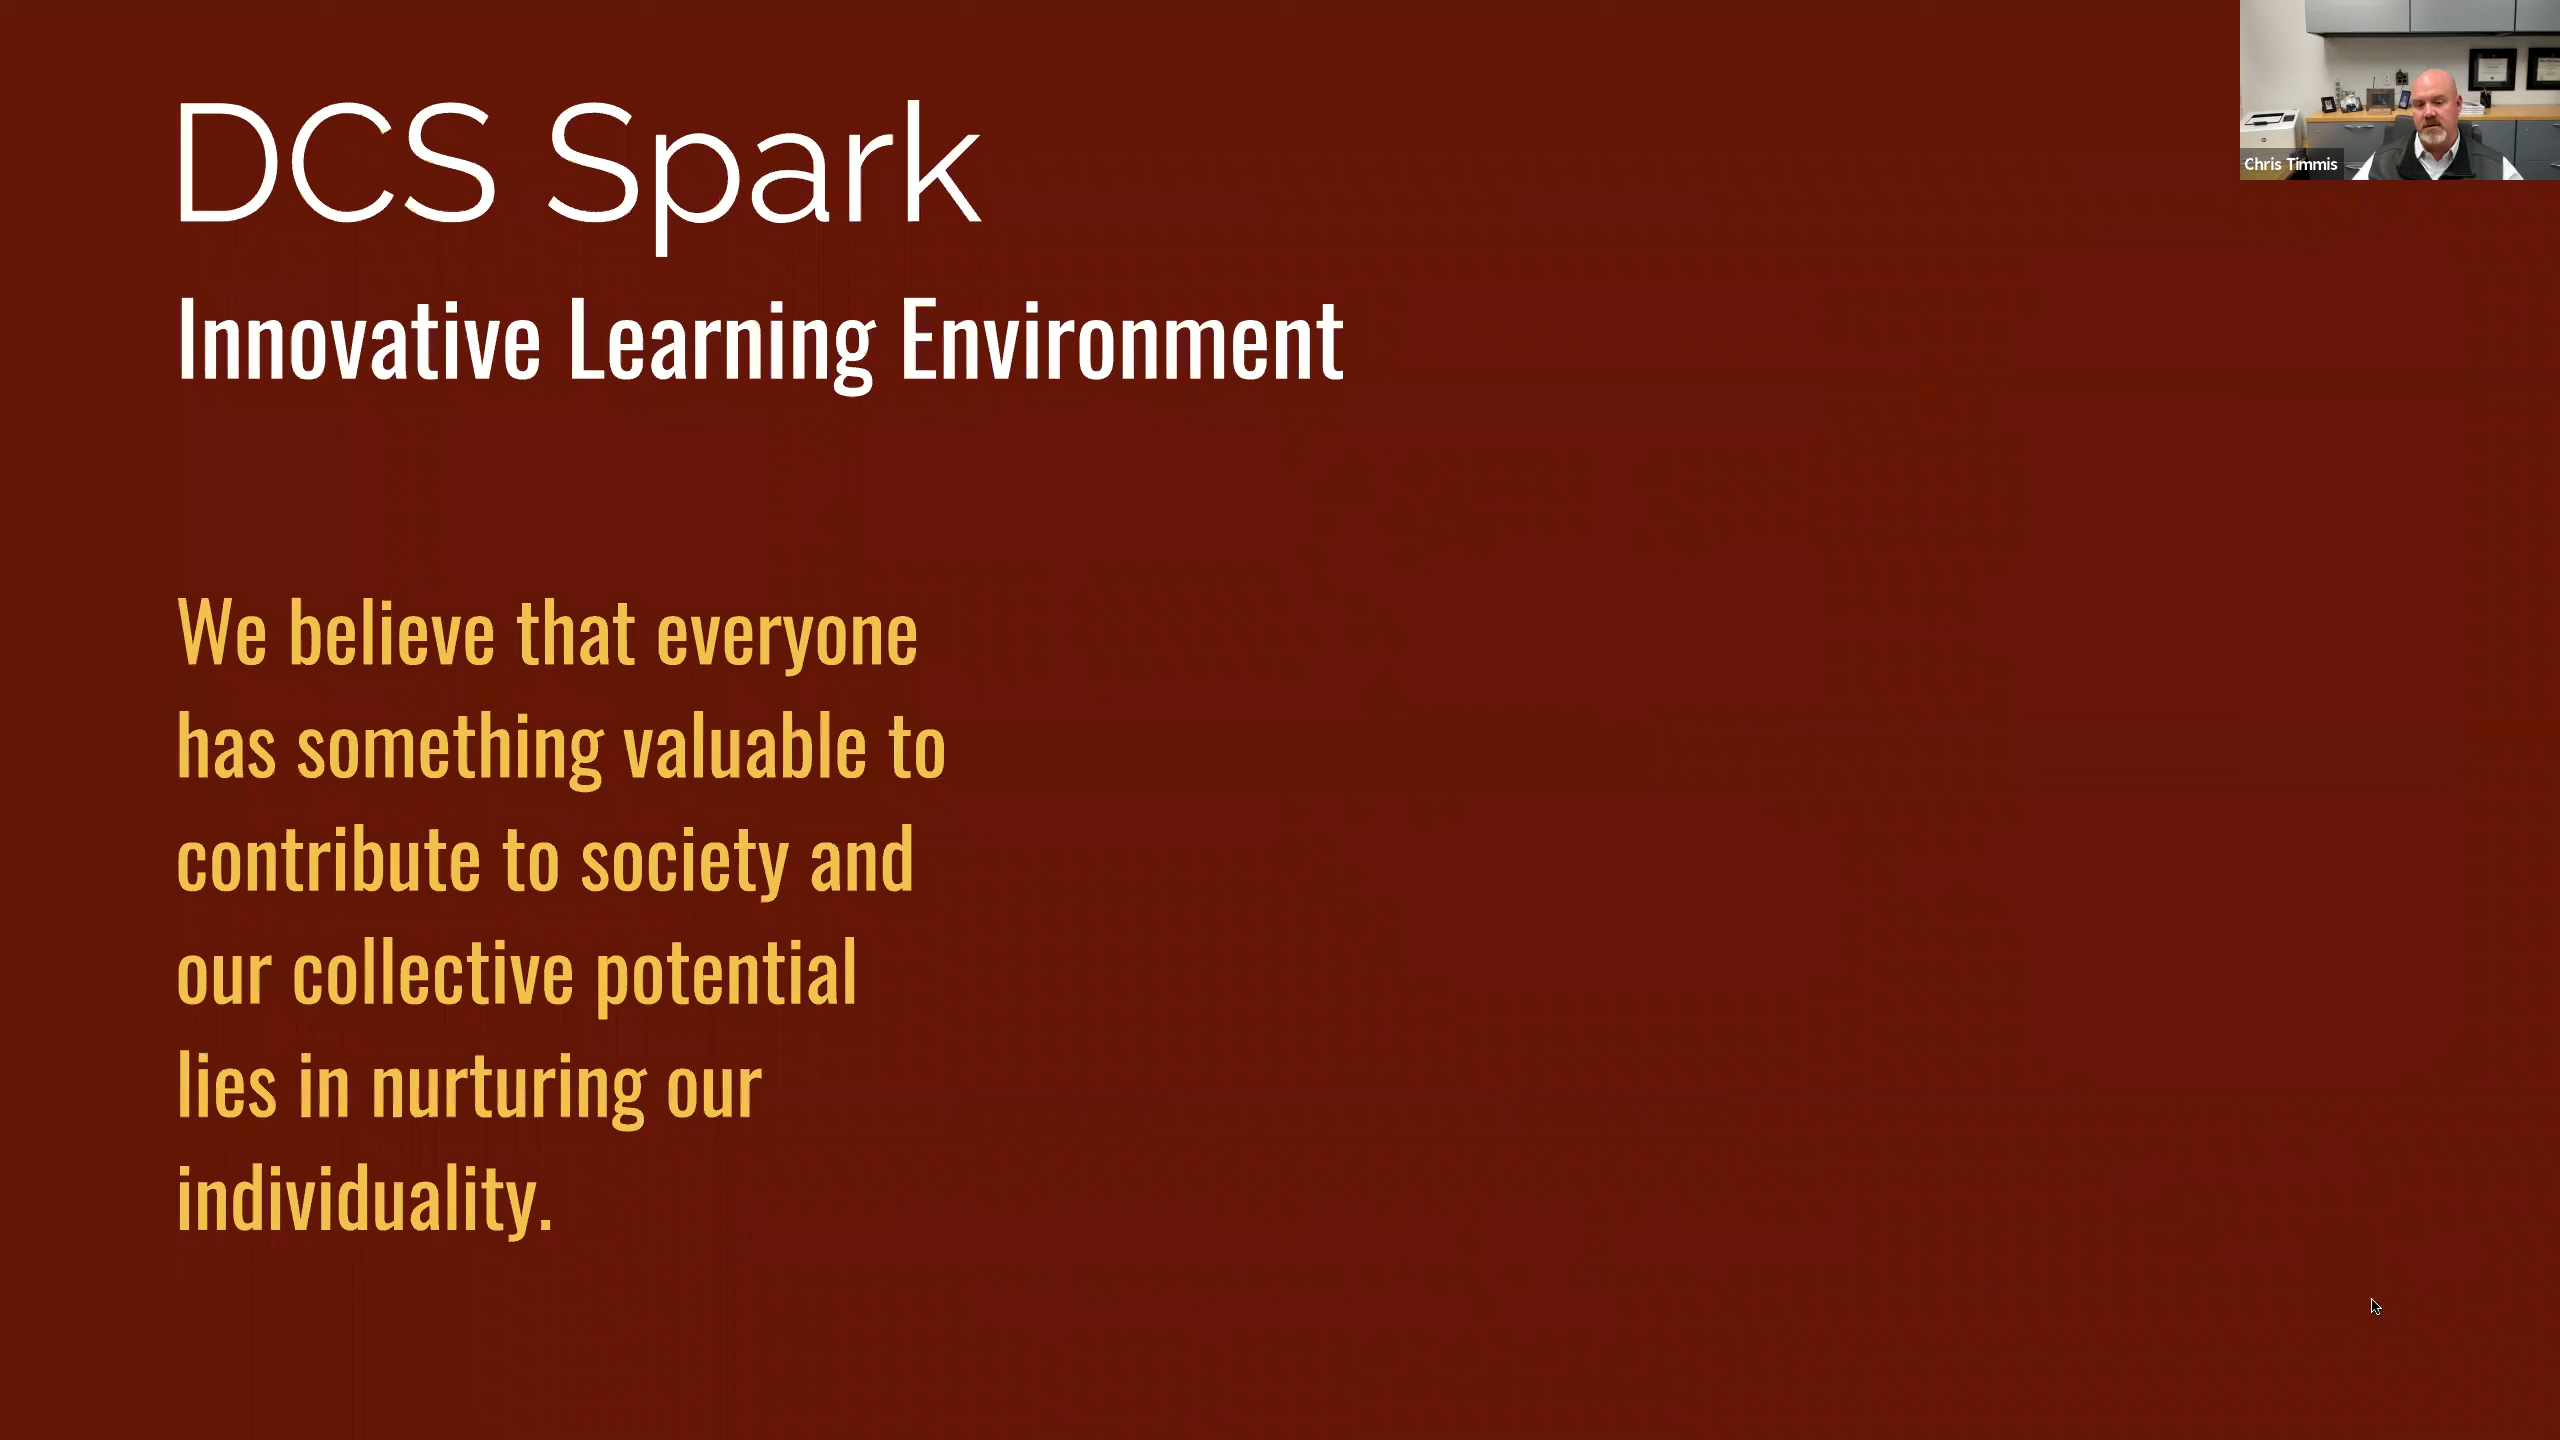 DCS Spark
Innovative Learning Environment
We believe that everyone
has something valuable to
contribute to society and
our collective potential
lies in nurturing our
individuality.
Chris Timmis